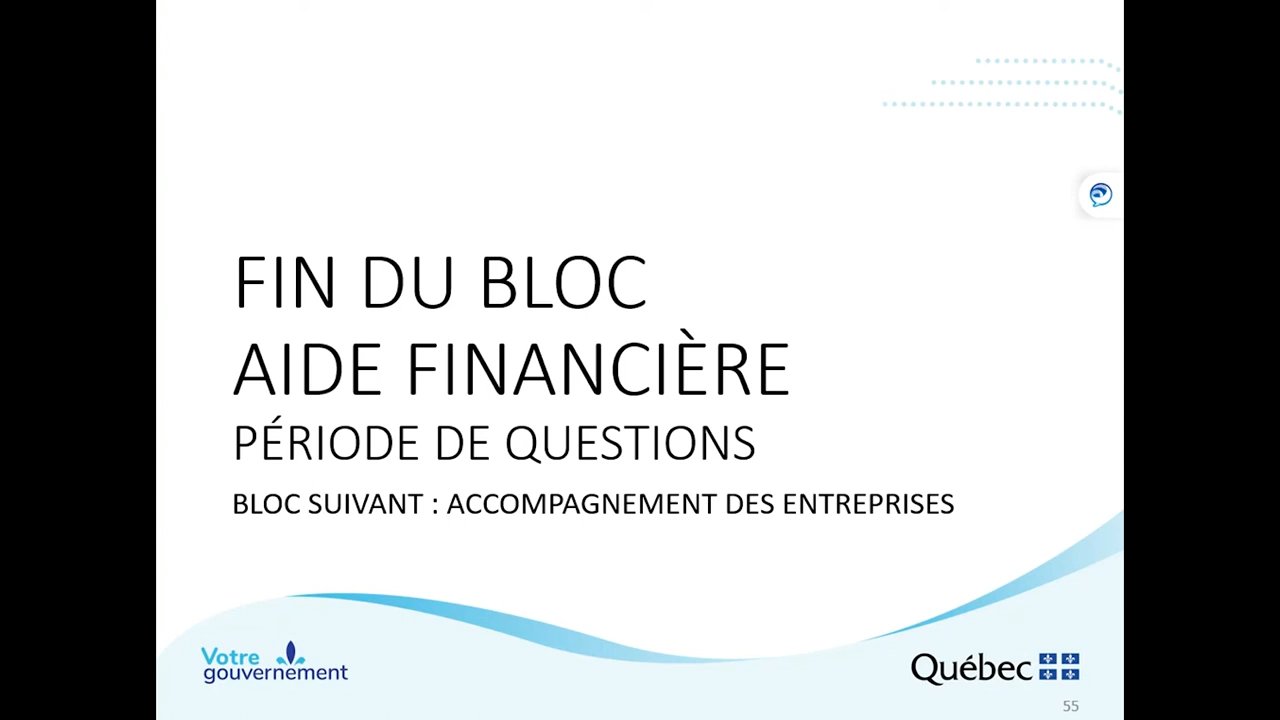 FIN DU BLOC
AIDE FINANCIÈRE
PÉRIODE DE QUESTIONS
BLOC SUIVANT : ACCOMPAGNEMENT DES ENTREPRISES
Votre
gouvernement
Québec
55